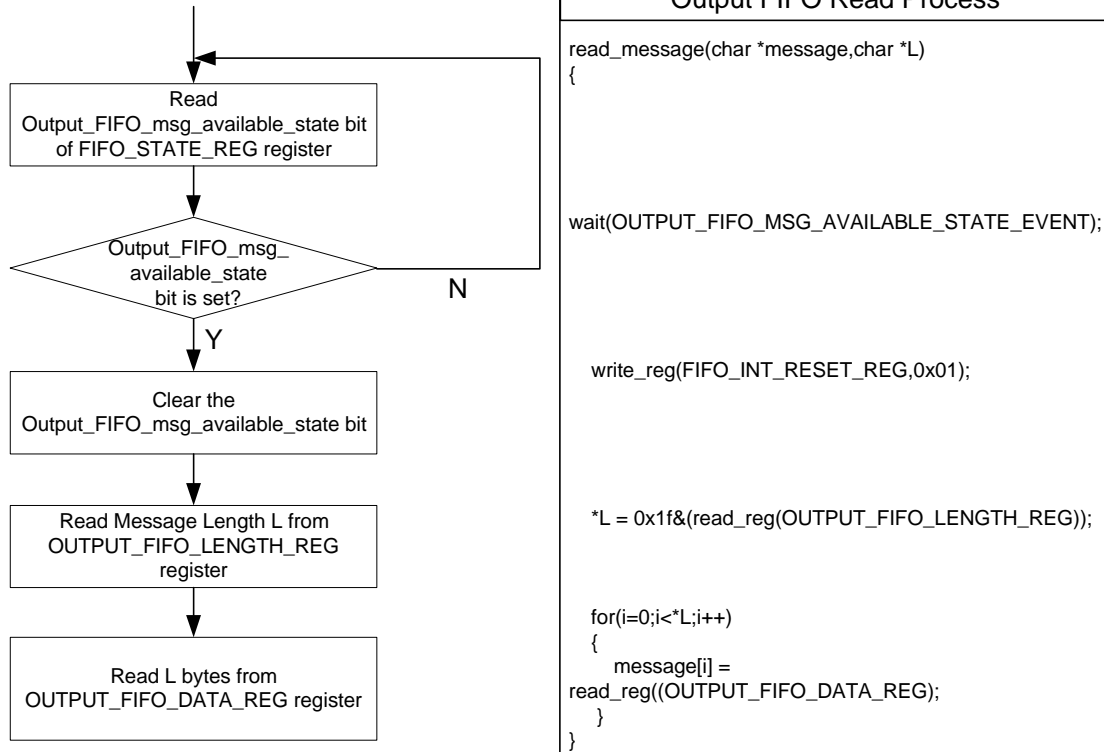 Output FIFO Read Process
Read
Output_FIFO_msg_available_state bit
of FIFO_STATE_REG register
Output_FIFO_msg_
available_state
bit is set?
N
Y
Clear the
Output_FIFO_msg_available_state bit
Read Message Length L from
OUTPUT_FIFO_LENGTH_REG
register
Read L bytes from
OUTPUT_FIFO_DATA_REG register
read_message(char *message,char *L)
{
wait(OUTPUT_FIFO_MSG_AVAILABLE_STATE_EVENT);
write_reg(FIFO_INT_RESET_REG,0x01);
*L = 0x1f&(read_reg(OUTPUT_FIFO_LENGTH_REG));
for(i=0;i<*L;i++)
{
message[i] =
read_reg((OUTPUT_FIFO_DATA_REG);
}
}